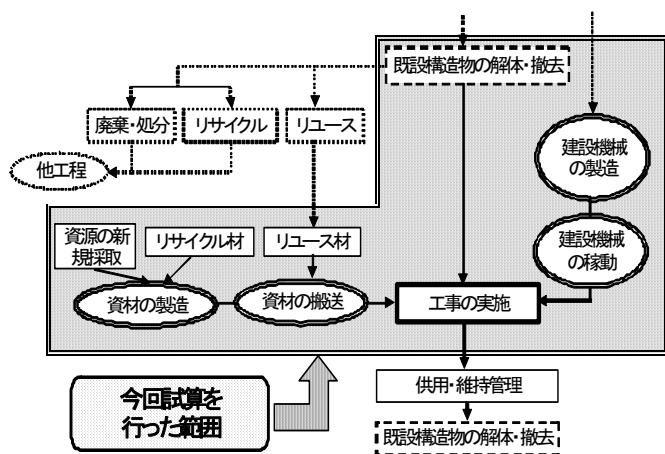 既設構造物の解体・撤去
廃棄・処分
リサイクル
リユース
建設機械
の製造
他工程
資源の新
規採取
リサイクル材
リユース材
建設機械
の稼動
資材の製造
資材の搬送
工事の実施
供用・維持管理
今回試算を
行った範囲
既設構造物の解体・撤去